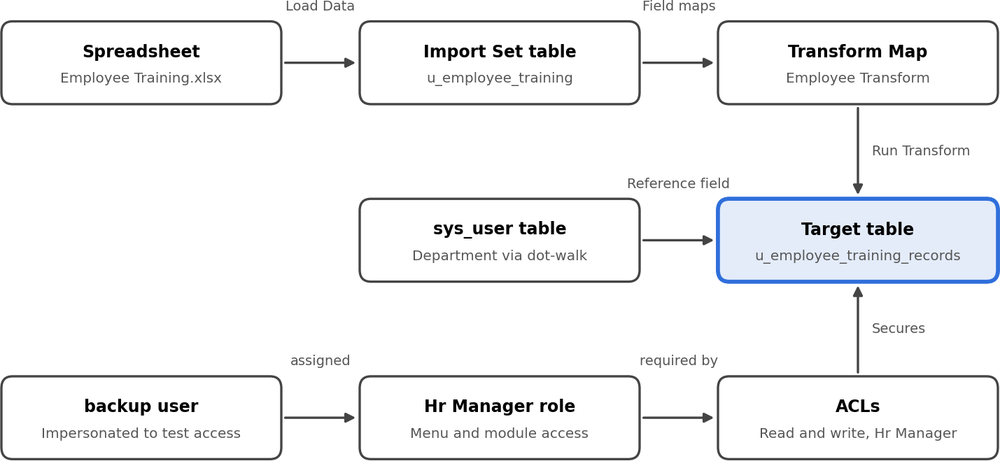 Load Data
Field maps
Spreadsheet
Employee Training.xlsx
Import Set table
u_employee_training
Transform Map
Employee Transform
Run Transform
Reference field
sys_user table
Department via dot-walk
Target table
u_employee_training_records
Secures
assigned
required by
backup user
Impersonated to test access
Hr Manager role
Menu and module access
ACLs
Read and write, Hr Manager